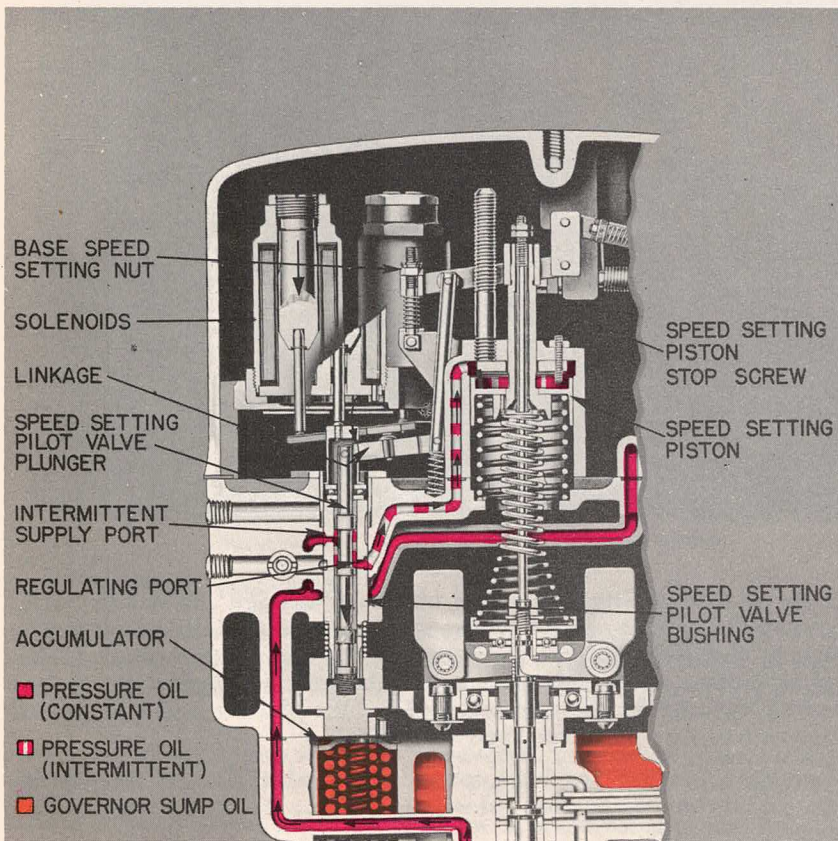 BASE SPEED
SETTING NUT
SOLENOIDS
LINKAGE
SPEED SETTING
PILOT VALVE
PLUNGER
INTERMITTENT
SUPPLY PORT
REGULATING PORT
ACCUMULATOR
PRESSURE OIL
(CONSTANT)
PRESSURE OIL
(INTERMITTENT)
GOVERNOR SUMP OIL
SPEED SETTING
PISTON
STOP SCREW
SPEED SETTING
PISTON
SPEED SETTING
PILOT VALVE
BUSHING